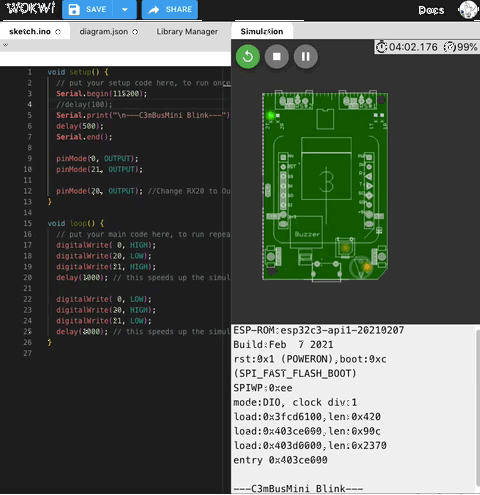 WOKWI
SAVE
SHARE
Docs
sketch.ino
diagram.json
Library Manager
Simulation
04:02.176
99%
1 void setup() {
2 // put your setup code here, to run once
3 Serial.begin(115200);
4 //delay(100);
5 Serial.print("\n---C3mBusMini Blink---")
6 delay(500);
7 Serial.end();
8
9 pinMode(0, OUTPUT);
10 pinMode(21, OUTPUT);
11
12 pinMode(20, OUTPUT); //Change RX20 to Ou
13 }
14
15 void loop() {
16 // put your main code here, to run repea
17 digitalWrite( 0, HIGH);
18 digitalWrite(20, LOW);
19 digitalWrite(21, HIGH);
20 delay(1000); // this speeds up the simul
21
22 digitalWrite( 0, LOW);
23 digitalWrite(20, HIGH);
24 digitalWrite(21, LOW);
25 // this speeds up the simul
26 }
27
3
Buzzer
ESP-ROM:esp32c3-api1-20210207
Build:Feb 7 2021
rst:0x1 (POWERON),boot:0xc
(SPI_FAST_FLASH_BOOT)
SPIWP:0xee
mode:DIO, clock div:1
load:0x3fcd6100,len:0x420
load:0x403ce000,len:0x90c
load:0x403d0000,len:0x2370
entry 0x403ce000
---C3mBusMini Blink---